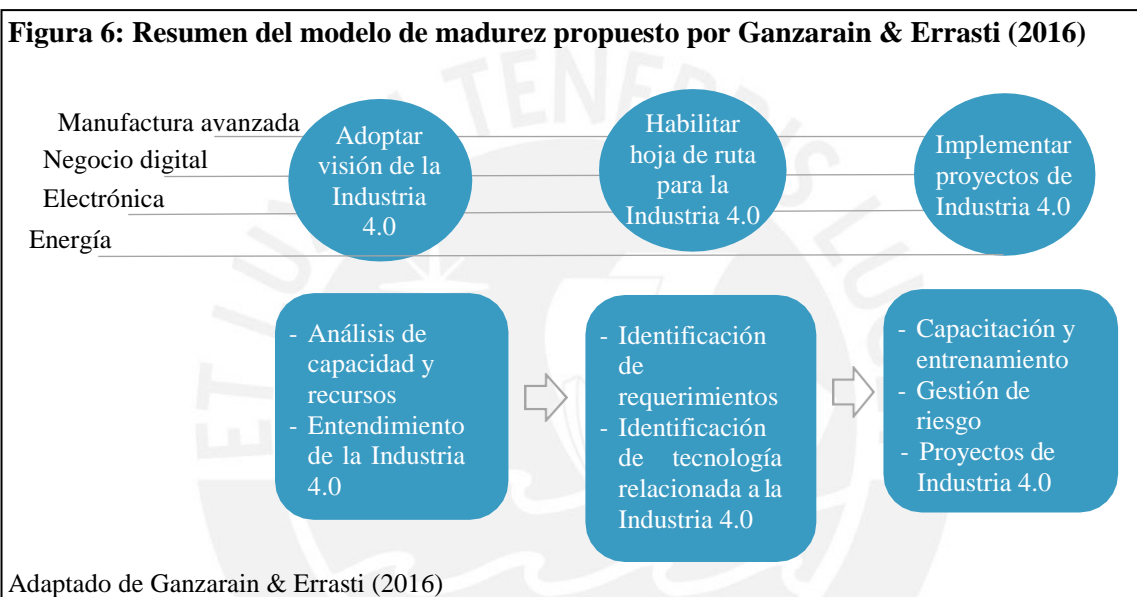 Figura 6: Resumen del modelo de madurez propuesto por Ganzarain & Errasti (2016)
Manufactura avanzada
Negocio digital
Electrónica
Energía
Adoptar
visión de la
Industria
4.0
Habilitar
hoja de ruta
para la
Industria 4.0
Implementar
proyectos de
Industria 4.0
- Análisis de
capacidad y
recursos
- Entendimiento
de la Industria
4.0
- Identificación
de
requerimientos
- Identificación
de tecnología
relacionada a la
Industria 4.0
- Capacitación y
entrenamiento
- Gestión de
riesgo
- Proyectos de
Industria 4.0
Adaptado de Ganzarain & Errasti (2016)